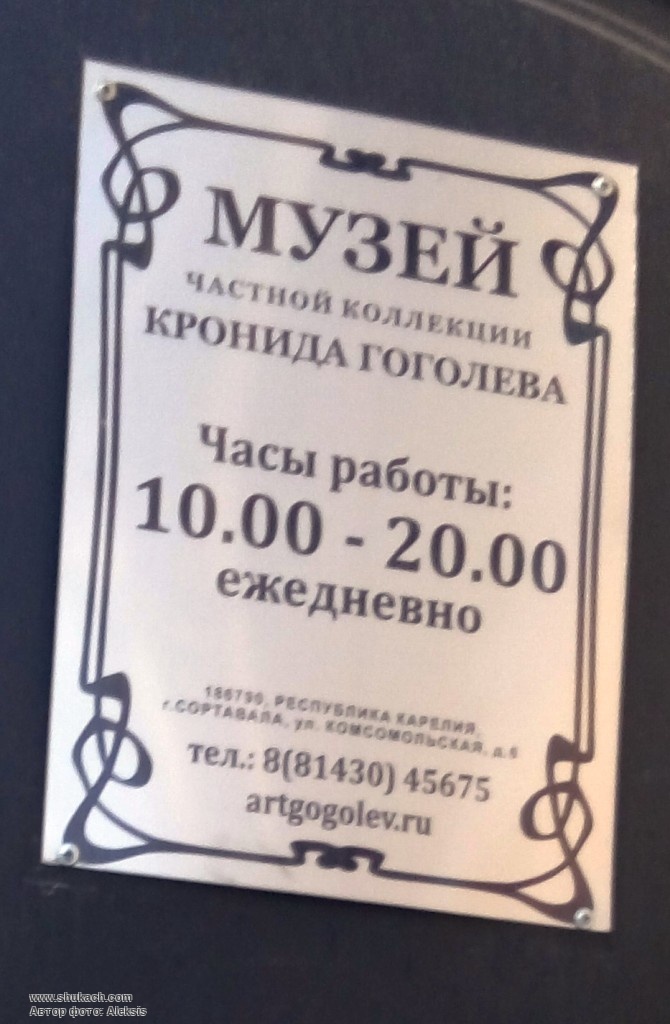 МУЗЕЙ
ЧАСТНОЙ КОЛЛЕКЦИИ
КРОНИДА ГОГОЛЕВА
Часы работы:
10.00 - 20.00
ежедневно
186790, РЕСПУБЛИКА КАРЕЛИЯ,
г.СОРТАВАЛА, ул. КОМСОМОЛЬСКАЯ, д.6
тел.: 8(81430) 45675
artgogolev.ru
www.shukach.com
Автор фото: Aleksis